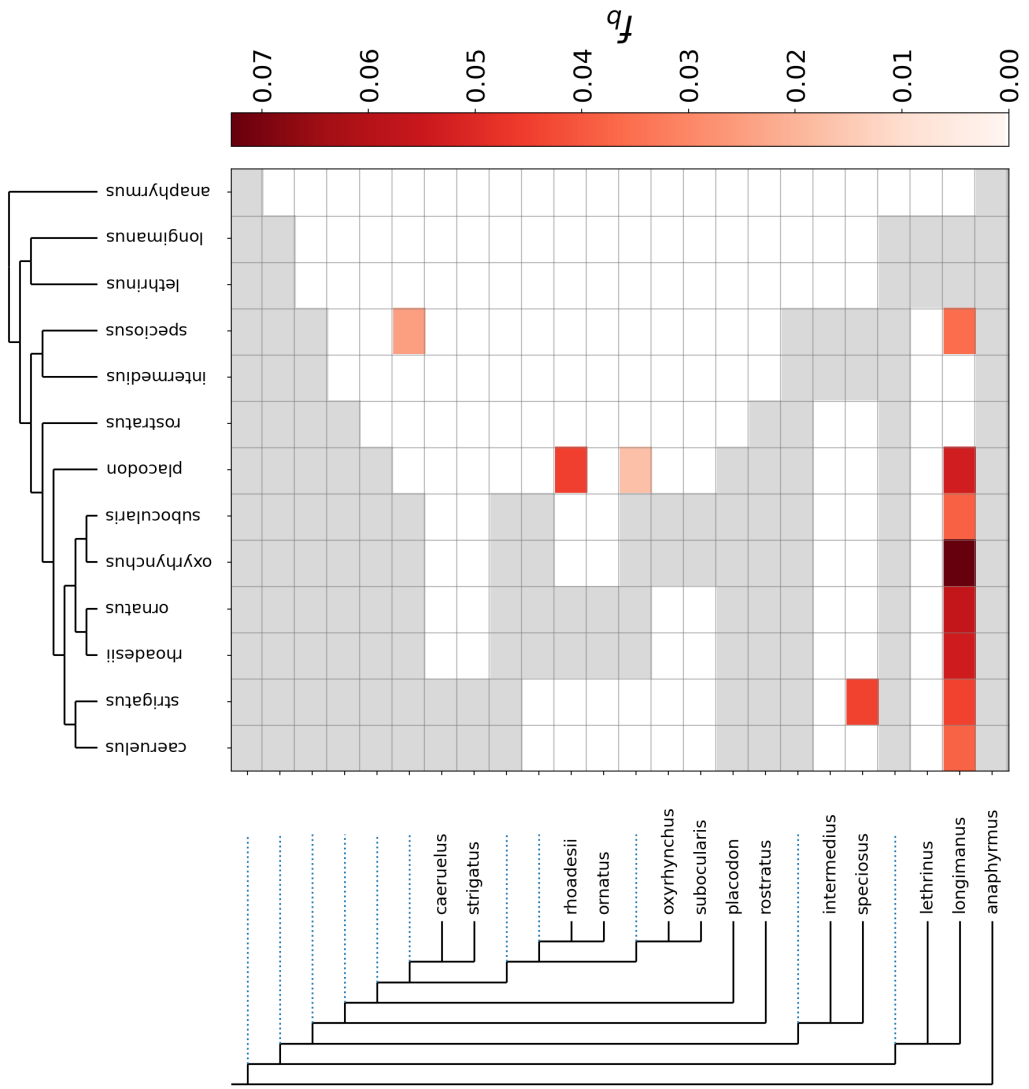 f_b
0.07
0.06
0.05
0.04
0.03
0.02
0.01
0.00
anaphyrmus
longimanus
lethrinus
speciosus
intermedius
rostratus
placodon
subocularis
oxyrhynchus
ornatus
rhoadesii
strigatus
caeruelus
caeruelus
strigatus
rhoadesii
ornatus
oxyrhynchus
subocularis
placodon
rostratus
intermedius
speciosus
lethrinus
longimanus
anaphyrmus